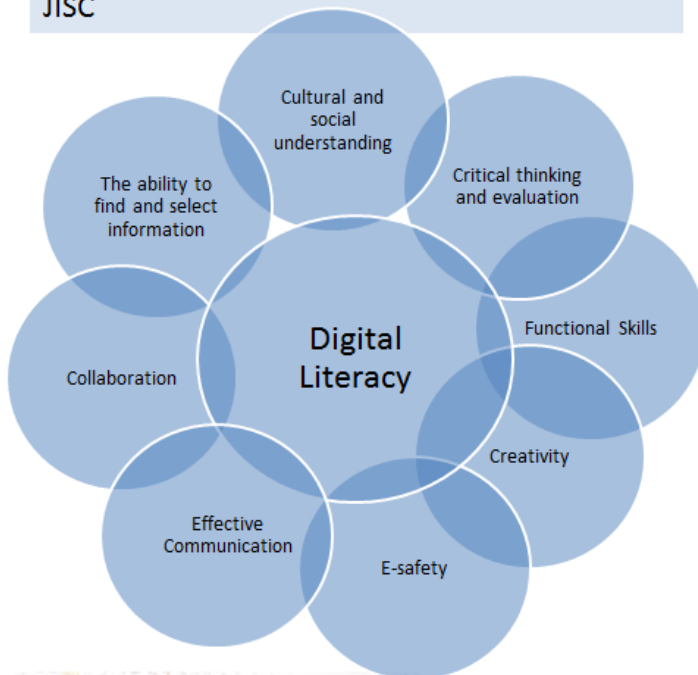 JISC
Cultural and
social
understanding
Critical thinking
and evaluation
Functional Skills
Creativity
E-safety
Effective
Communication
Collaboration
The ability to
find and select
information
Digital
Literacy